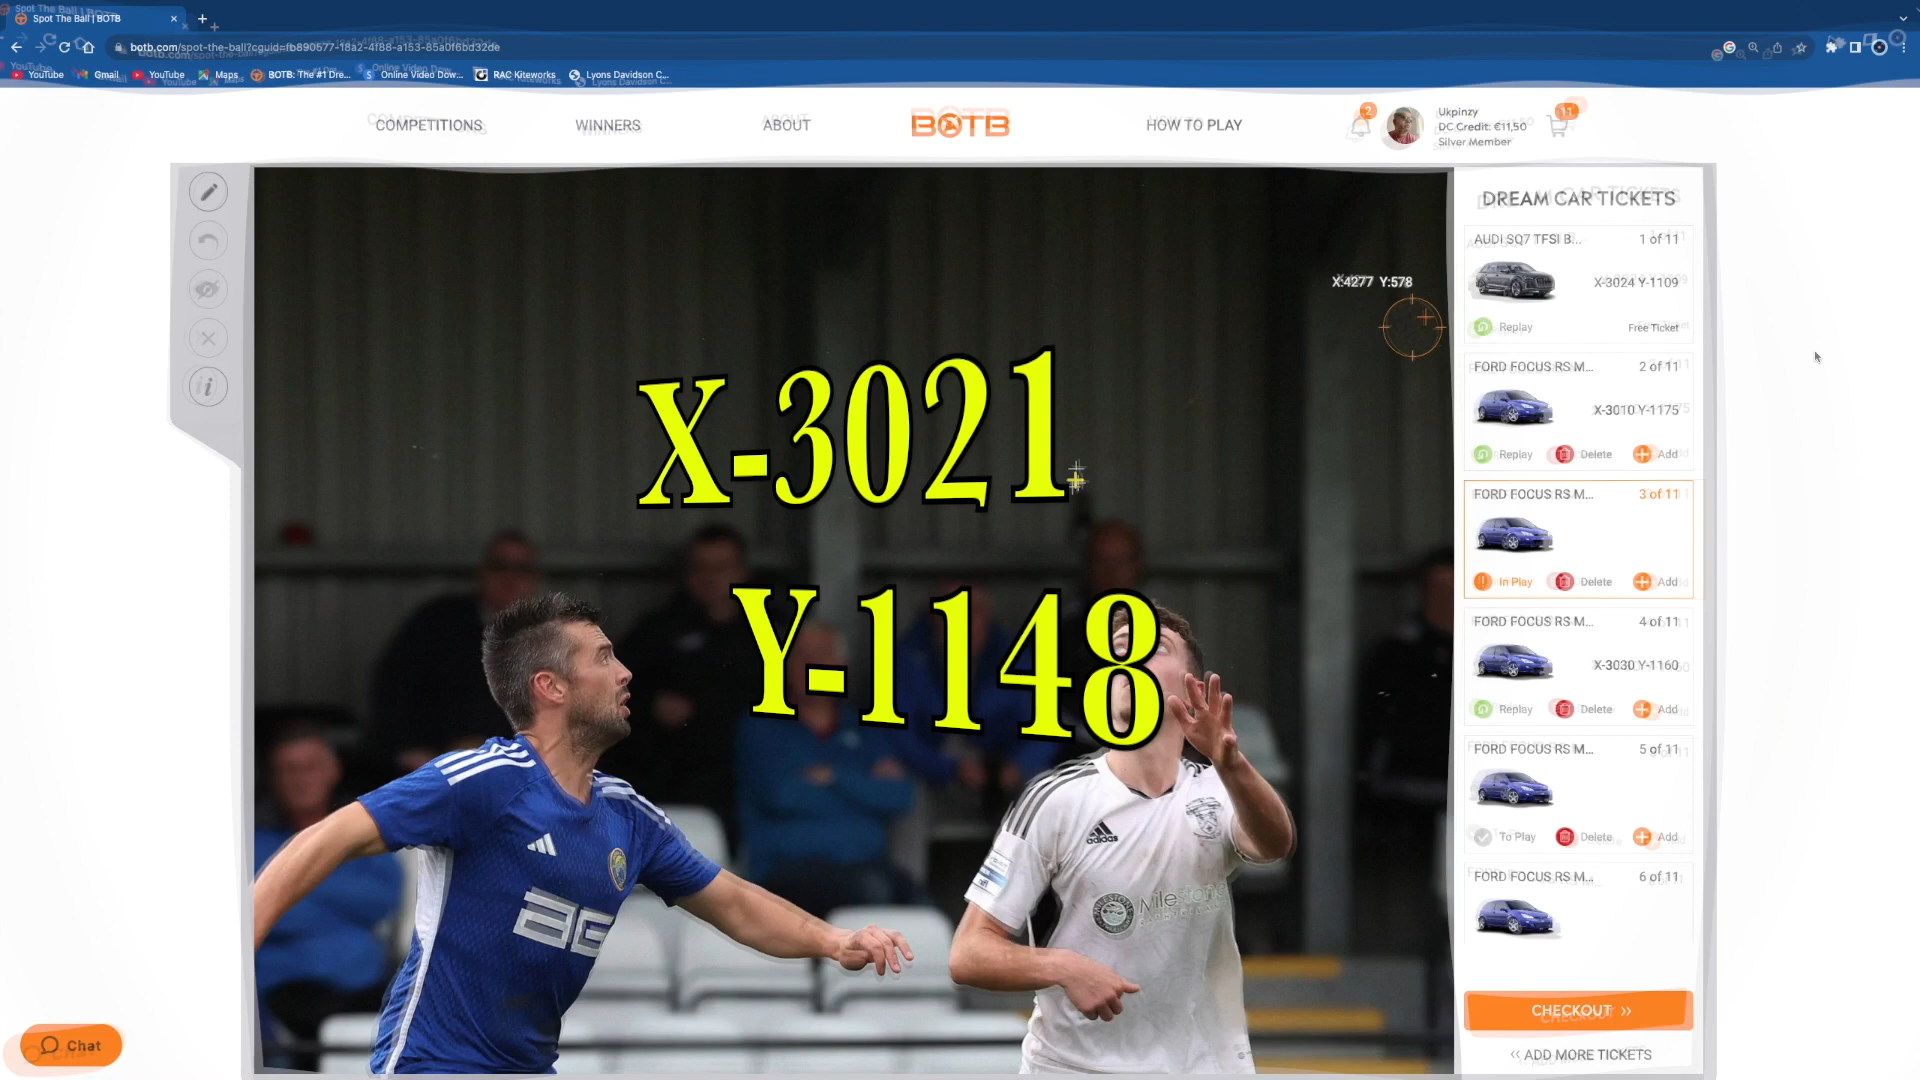 Spot The Ball | BOTB
botb.com/spot-the-ball?cguid=fb890577-18a2-4f88-a153-85a0f6bd32de
YouTube
Gmail
YouTube
Maps
BOTB: The #1 Dre...
Online Video Dow...
RAC Kiteworks
Lyons Davidson C...
COMPETITIONS
WINNERS
ABOUT
BOTB
HOW TO PLAY
2
Ukpinzy
DC Credit: €11,50
Silver Member
11
DREAM CAR TICKETS
AUDI SQ7 TFSI B...
1 of 11
X-3024 Y-1109
Replay
Free Ticket
FORD FOCUS RS M...
2 of 11
X-3010 Y-1175
Replay
Delete
Add
FORD FOCUS RS M...
3 of 11
In Play
Delete
Add
FORD FOCUS RS M...
4 of 11
X-3030 Y-1160
Replay
Delete
Add
FORD FOCUS RS M...
5 of 11
To Play
Delete
Add
FORD FOCUS RS M...
6 of 11
CHECKOUT »
« ADD MORE TICKETS
X:4277 Y:578
X-3021
Y-1148
adidas
Milestone
Chat